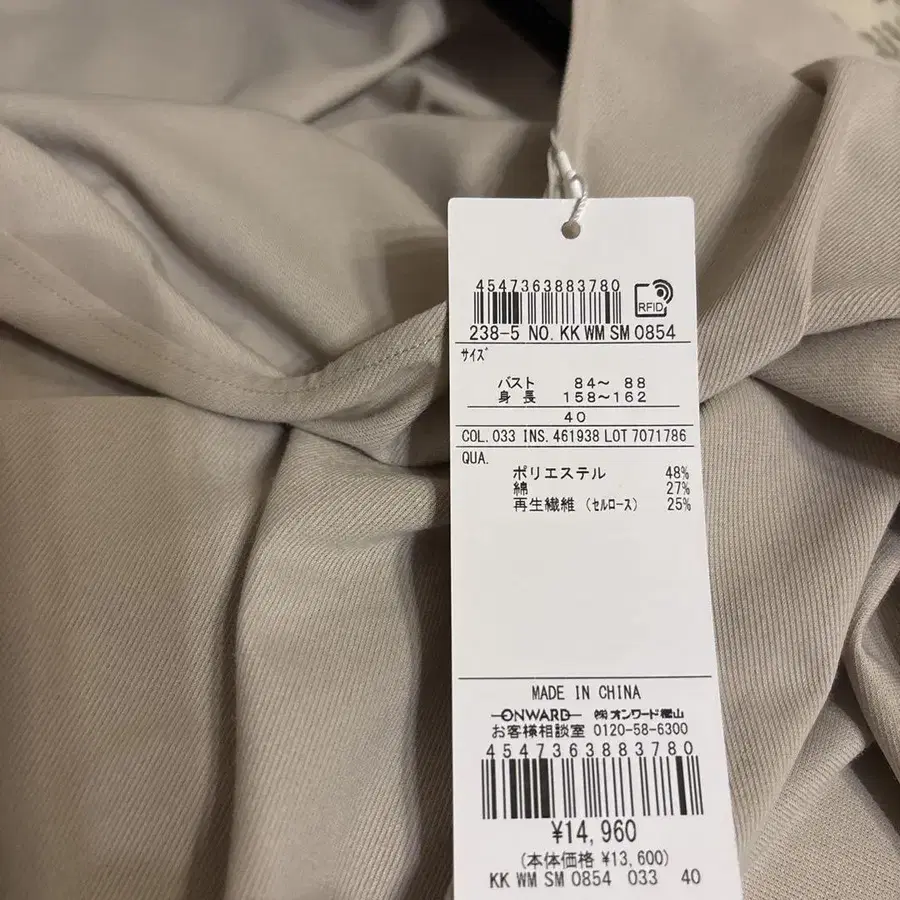 4547363883780
RFID
238-5 NO. KK WM SM 0854
ｻｲｽﾞ
バスト 84～ 88
身長 158～162
40
COL. 033 INS. 461938 LOT 7071786
QUA.
ポリエステル 48%
綿 27%
再生繊維 (ｾﾙﾛｰｽ) 25%
MADE IN CHINA
ONWARD ㈱オンワード樫山
お客様相談室 0120-58-6300
4547363883780
¥14,960
(本体価格 ¥13,600)
KK WM SM 0854 033 40